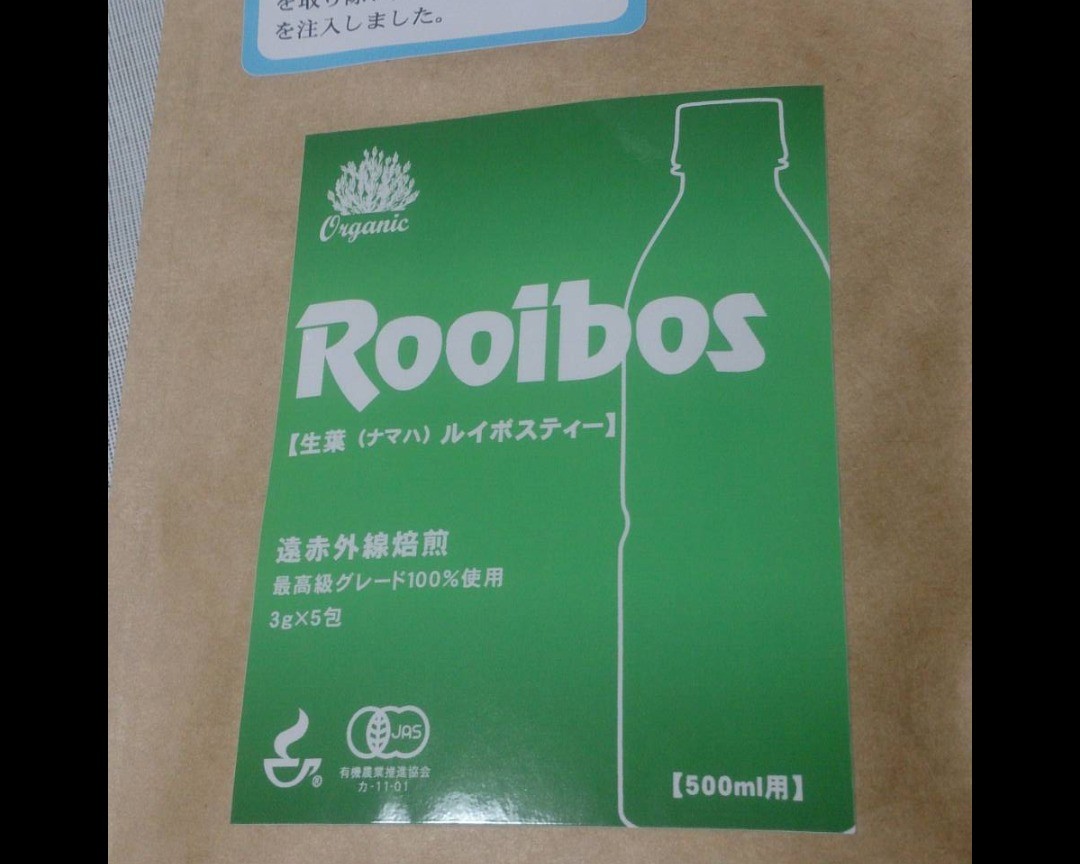 を注入しました。
Organic
Rooibos
【生葉（ナマハ）ルイボスティー】
遠赤外線焙煎
最高級グレード100%使用
3g×5包
JAS
®
有機農業推進協会
カ-11-01
【500ml用】